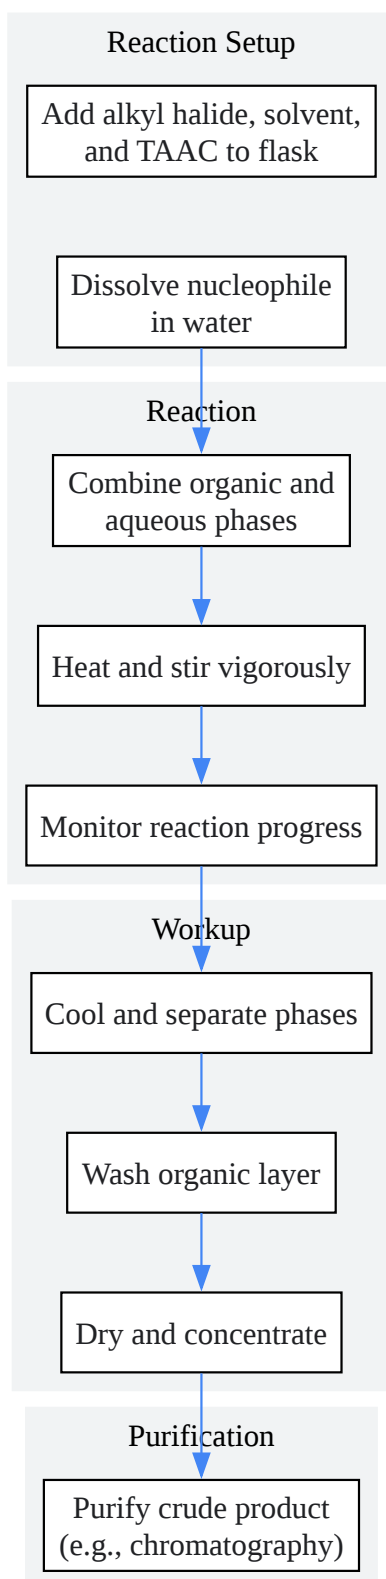 Reaction Setup
Add alkyl halide, solvent,
and TAAC to flask
Dissolve nucleophile
in water
Reaction
Combine organic and
aqueous phases
Heat and stir vigorously
Monitor reaction progress
Workup
Cool and separate phases
Wash organic layer
Dry and concentrate
Purification
Purify crude product
(e.g., chromatography)